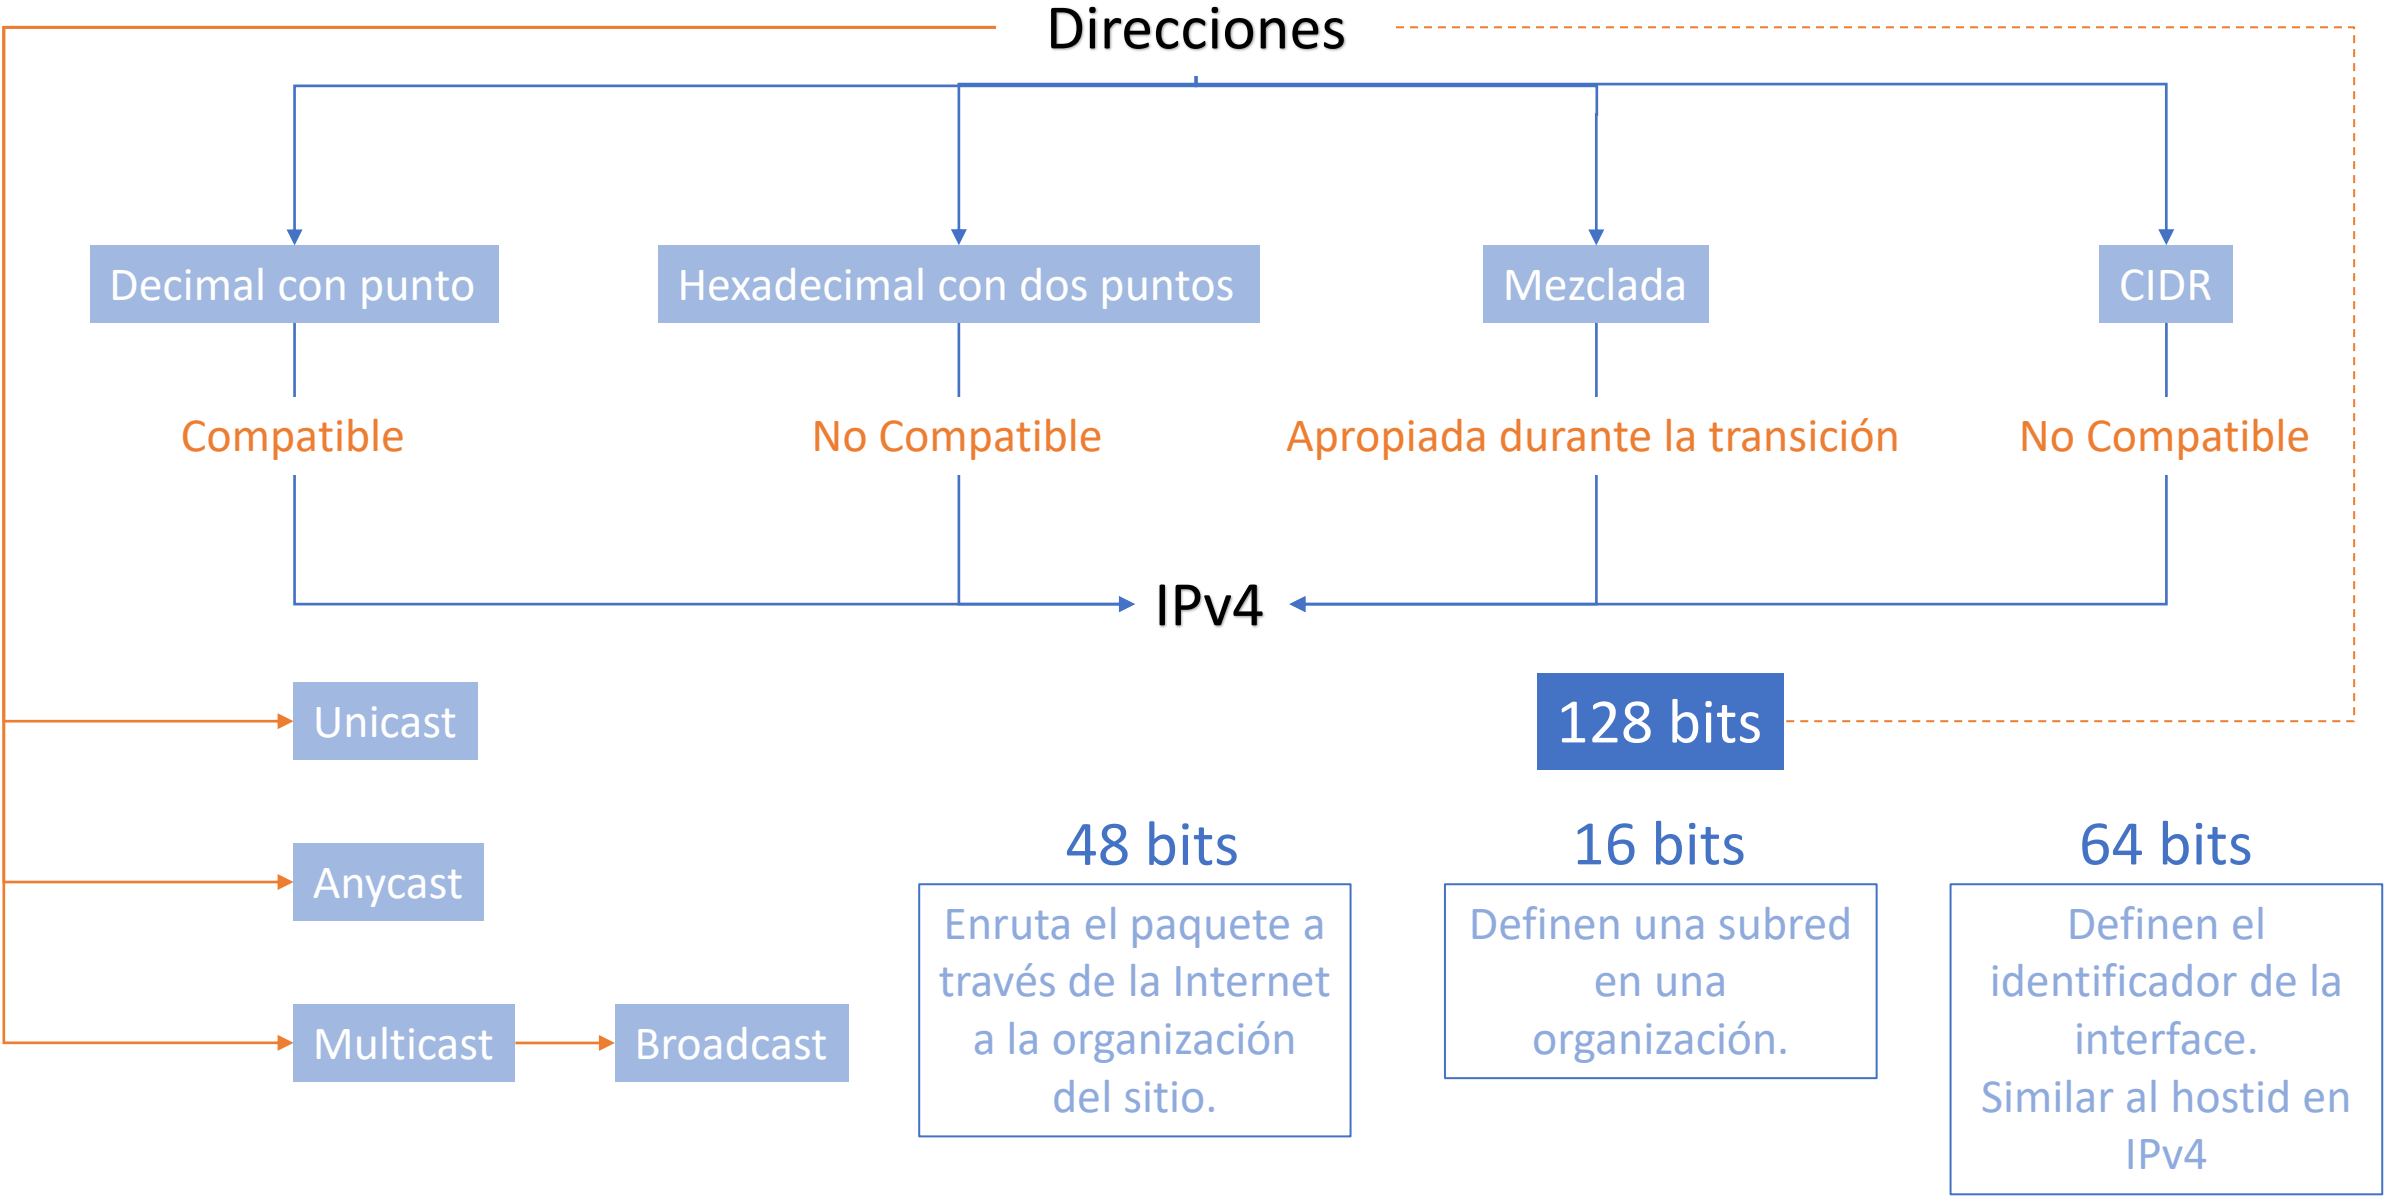 Direcciones
Decimal con punto
Hexadecimal con dos puntos
Mezclada
CIDR
Compatible
No Compatible
Apropiada durante la transición
No Compatible
IPv4
Unicast
Anycast
Multicast
Broadcast
128 bits
48 bits
Enruta el paquete a
través de la Internet
a la organización
del sitio.
16 bits
Definen una subred
en una
organización.
64 bits
Definen el
identificador de la
interface.
Similar al hostid en
IPv4